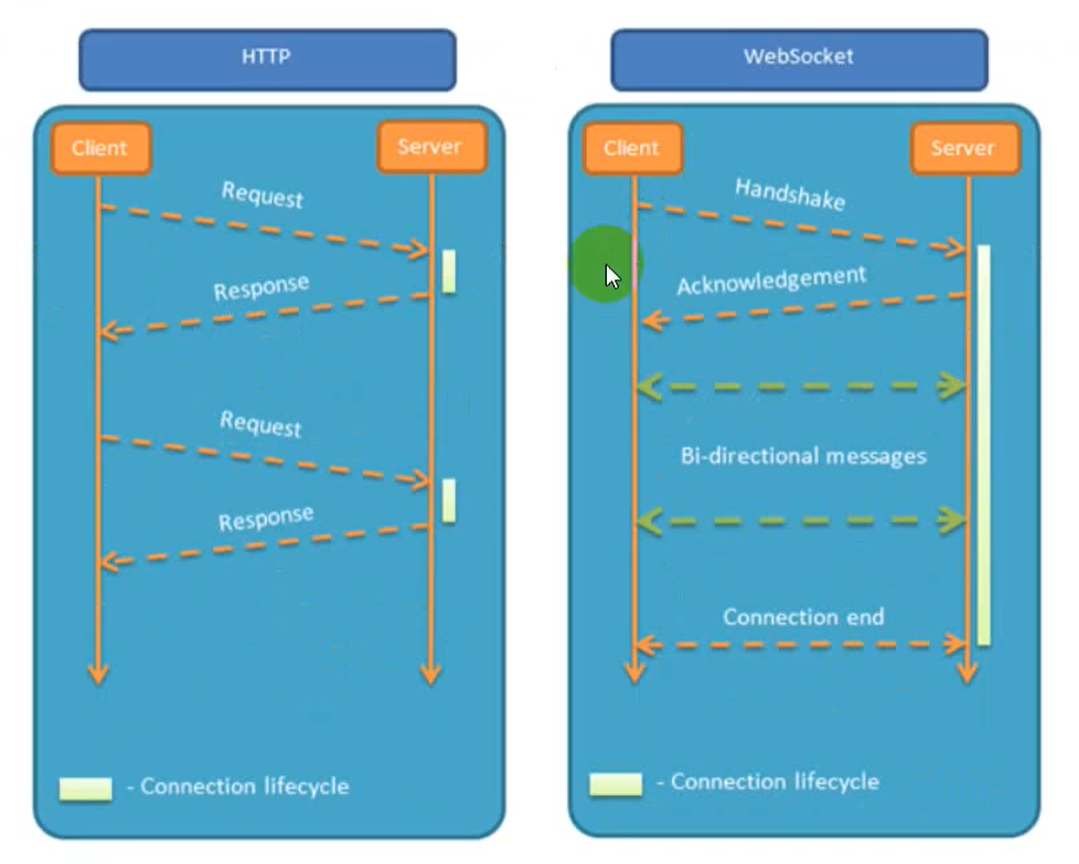 HTTP
Client
Server
Request
Response
Request
Response
- Connection lifecycle
WebSocket
Client
Server
Handshake
Acknowledgement
Bi-directional messages
Connection end
- Connection lifecycle